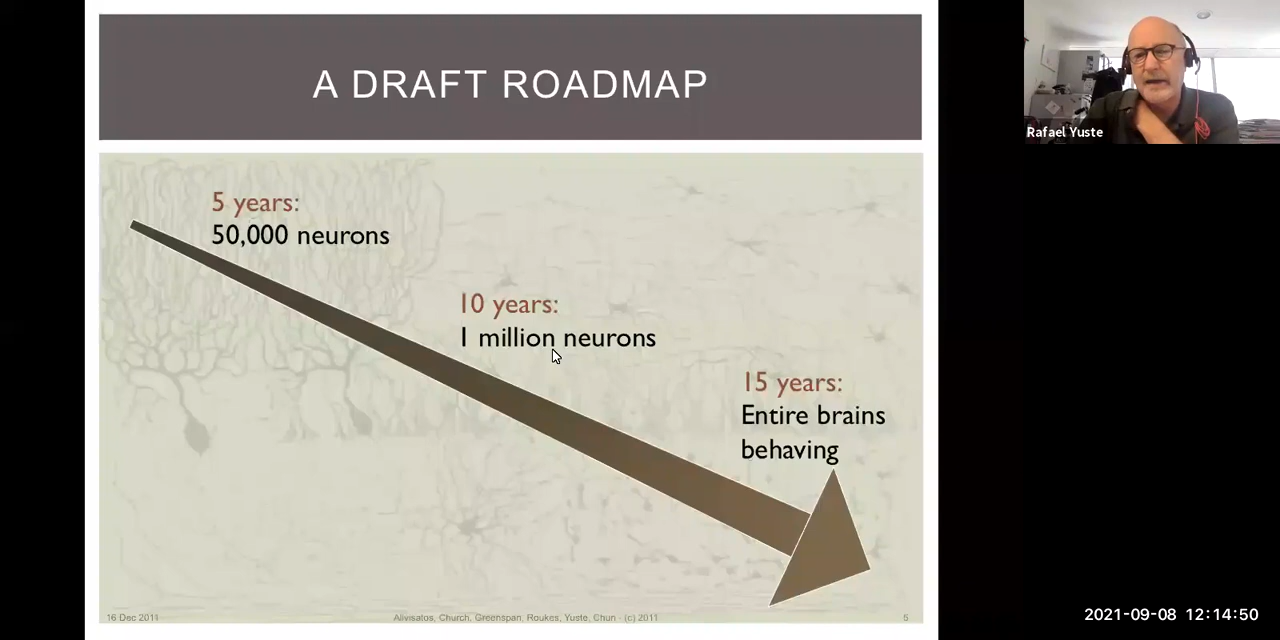 A DRAFT ROADMAP
5 years:
50,000 neurons
10 years:
1 million neurons
15 years:
Entire brains
behaving
16 Dec 2011
Alivisatos, Church, Greenspan, Roukes, Yuste, Chun - (c) 2011
5
Rafael Yuste
2021-09-08 12:14:50